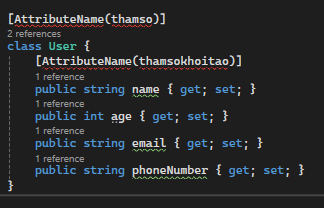 [AttributeName(thamso)]
2 references
class User {
[AttributeName(thamsokhoitao)]
1 reference
public string name { get; set; }
1 reference
public int age { get; set; }
1 reference
public string email { get; set; }
1 reference
public string phoneNumber { get; set; }
}